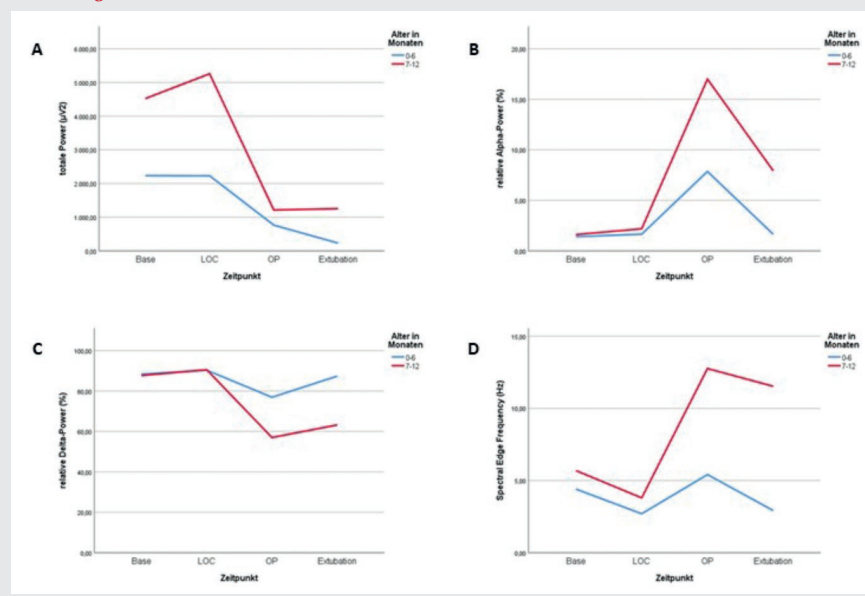 A
totale Power (µV2)
6.000,00
5.000,00
4.000,00
3.000,00
2.000,00
1.000,00
0,00
Base
LOC
OP
Extubation
Zeitpunkt
Alter in
Monaten
0-6
7-12
B
relative Alpha-Power (%)
20,00
15,00
10,00
5,00
0,00
Base
LOC
OP
Extubation
Zeitpunkt
Alter in
Monaten
0-6
7-12
C
relative Delta-Power (%)
100,00
80,00
60,00
40,00
20,00
0,00
Base
LOC
OP
Extubation
Zeitpunkt
Alter in
Monaten
0-6
7-12
D
Spectral Edge Frequency (Hz)
15,00
10,00
5,00
0,00
Base
LOC
OP
Extubation
Zeitpunkt
Alter in
Monaten
0-6
7-12